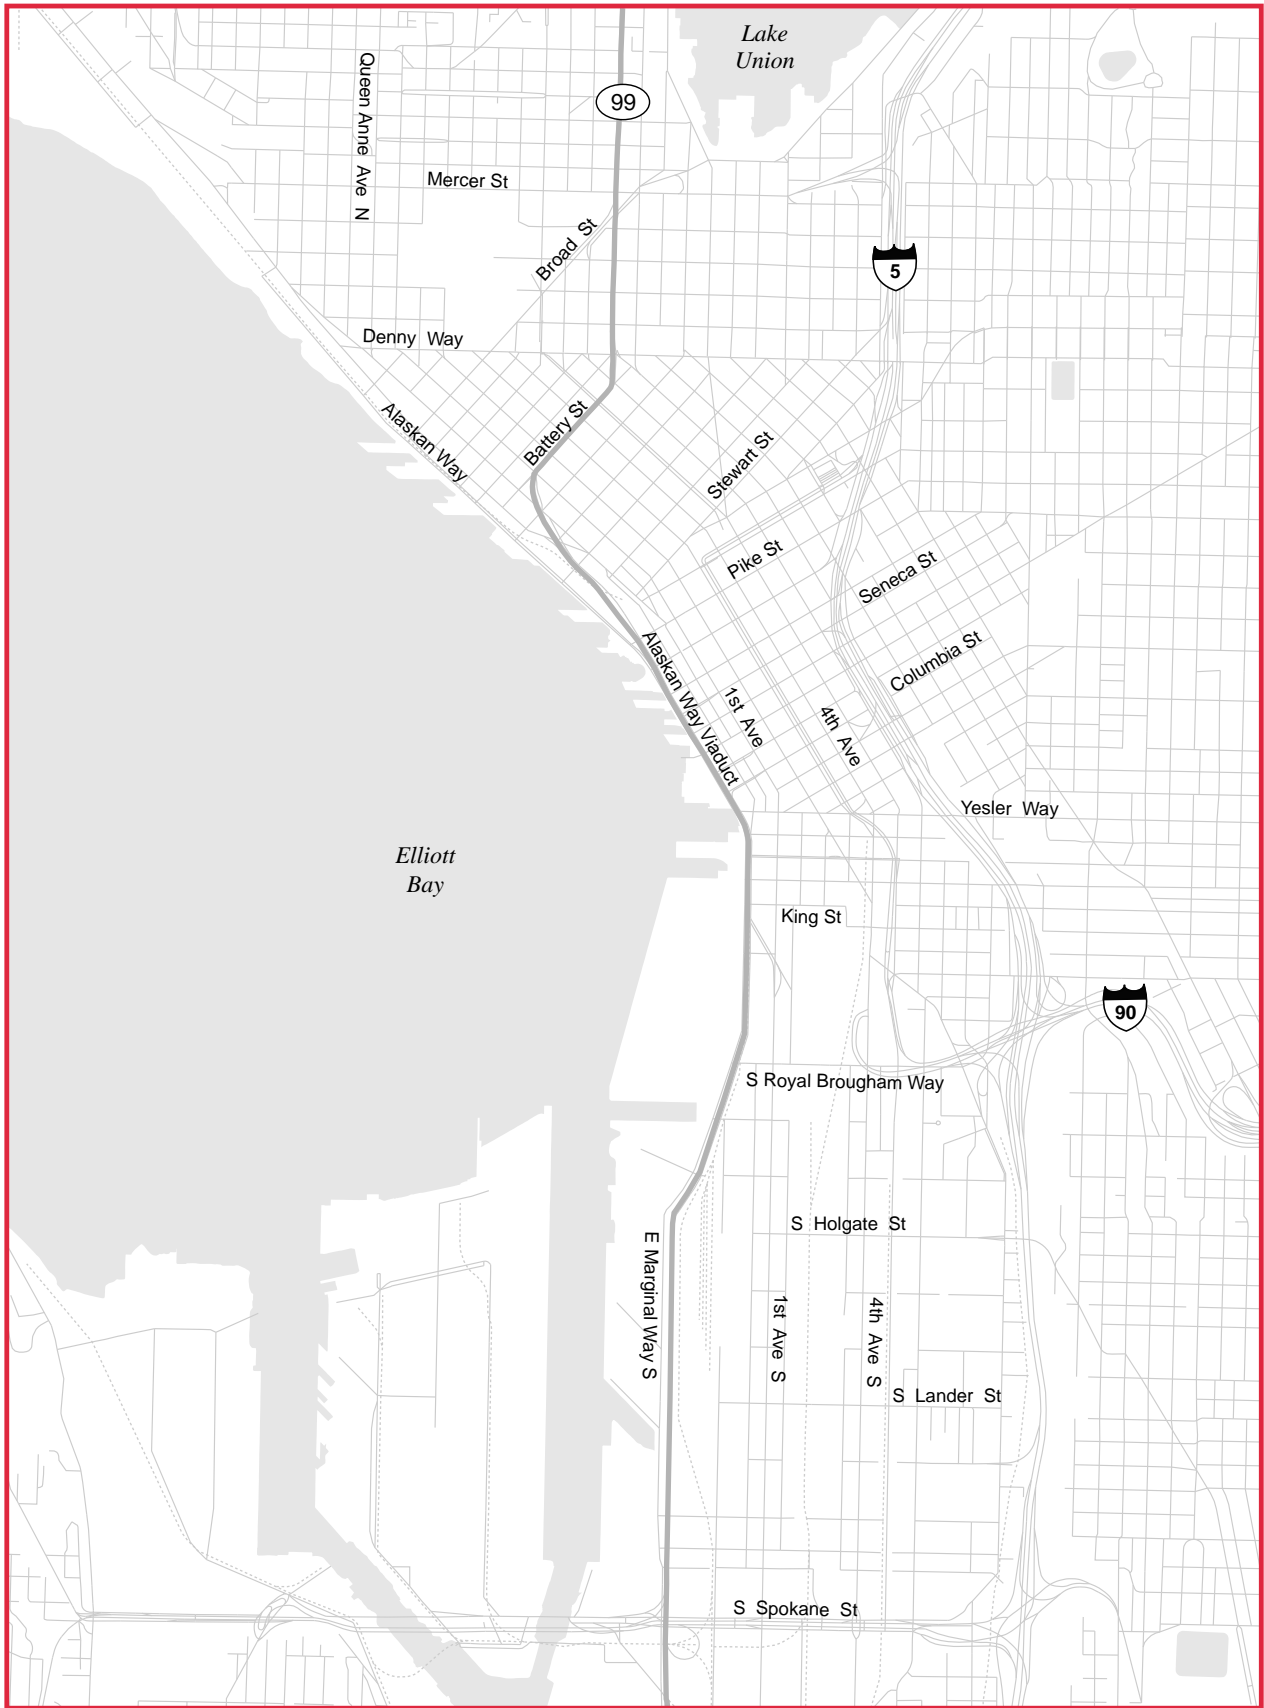 Lake
Union
Queen Anne Ave N
99
Mercer St
Broad St
5
Denny Way
Alaskan Way
Battery St
Stewart St
Pike St
Seneca St
Columbia St
Alaskan Way Viaduct
1st Ave
4th Ave
Yesler Way
Elliott
Bay
King St
90
S Royal Brougham Way
S Holgate St
E Marginal Way S
1st Ave S
4th Ave S
S Lander St
S Spokane St